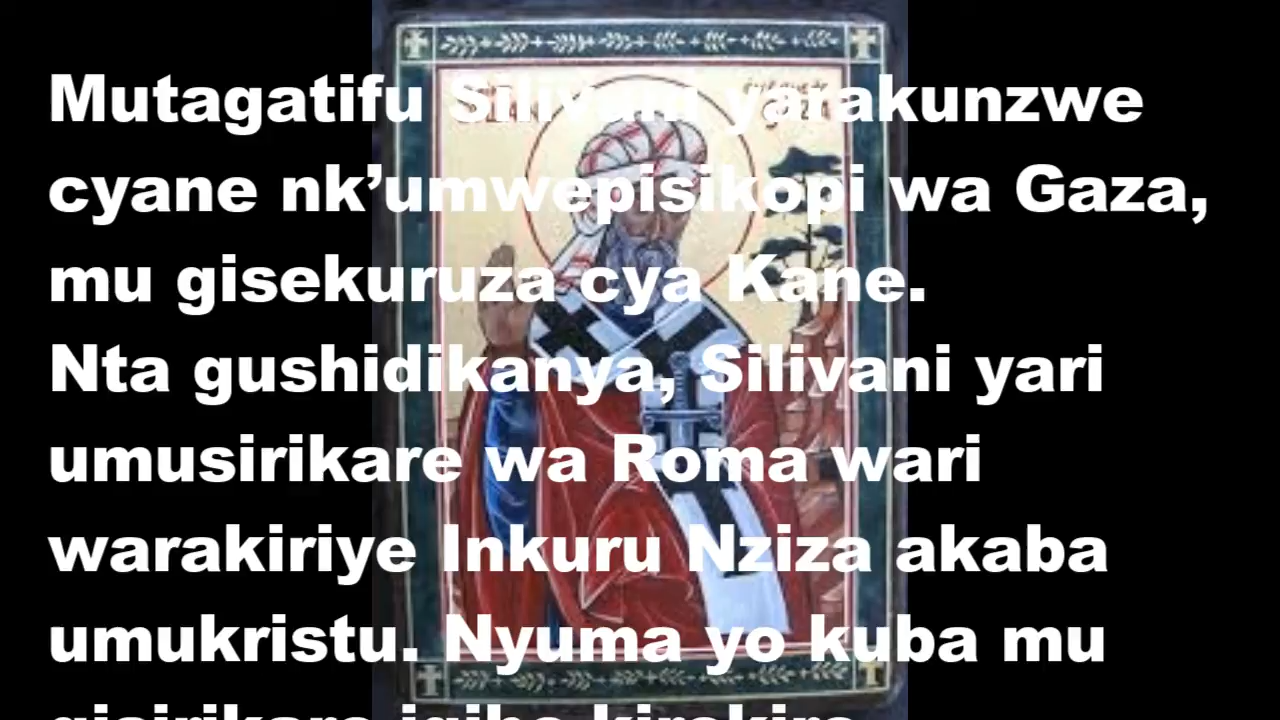 Mutagatifu Silivani yarakunzwe
cyane nk’umwepisikopi wa Gaza,
mu gisekuruza cya Kane.
Nta gushidikanya, Silivani yari
umusirikare wa Roma wari
warakiriye Inkuru Nziza akaba
umukristu. Nyuma yo kuba mu